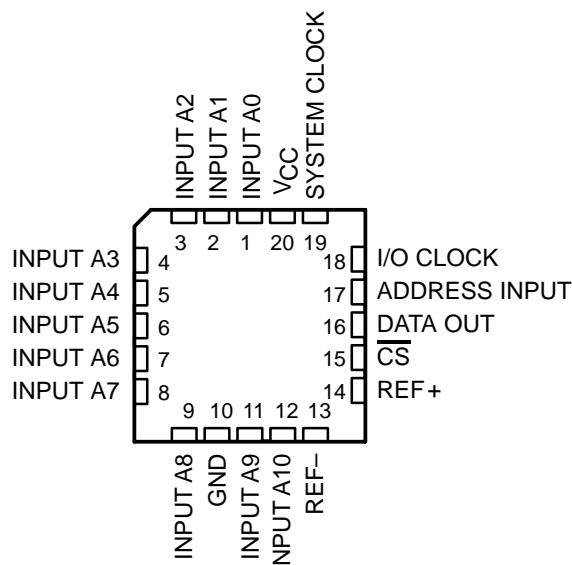 INPUT A2
INPUT A1
INPUT A0
VCC
SYSTEM CLOCK
3 2 1 20 19
INPUT A3 4
INPUT A4 5
INPUT A5 6
INPUT A6 7
INPUT A7 8
18 I/O CLOCK
17 ADDRESS INPUT
16 DATA OUT
15 C̅S̅
14 REF+
9 10 11 12 13
INPUT A8
GND
INPUT A9
NPUT A10
REF–